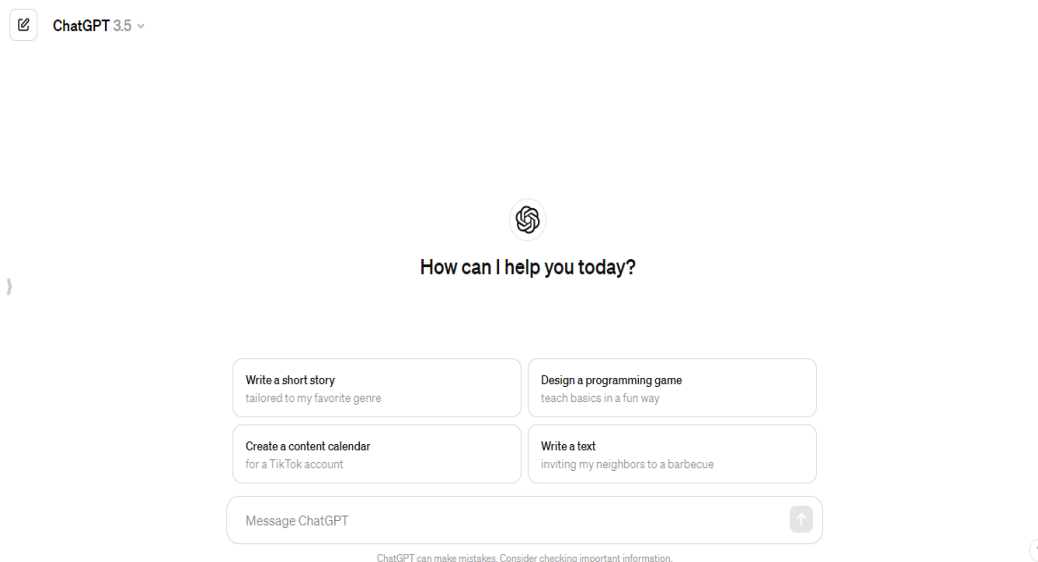 ChatGPT 3.5
How can I help you today?
Write a short story
tailored to my favorite genre
Design a programming game
teach basics in a fun way
Create a content calendar
for a TikTok account
Write a text
inviting my neighbors to a barbecue
Message ChatGPT
ChatGPT can make mistakes. Consider checking important information.